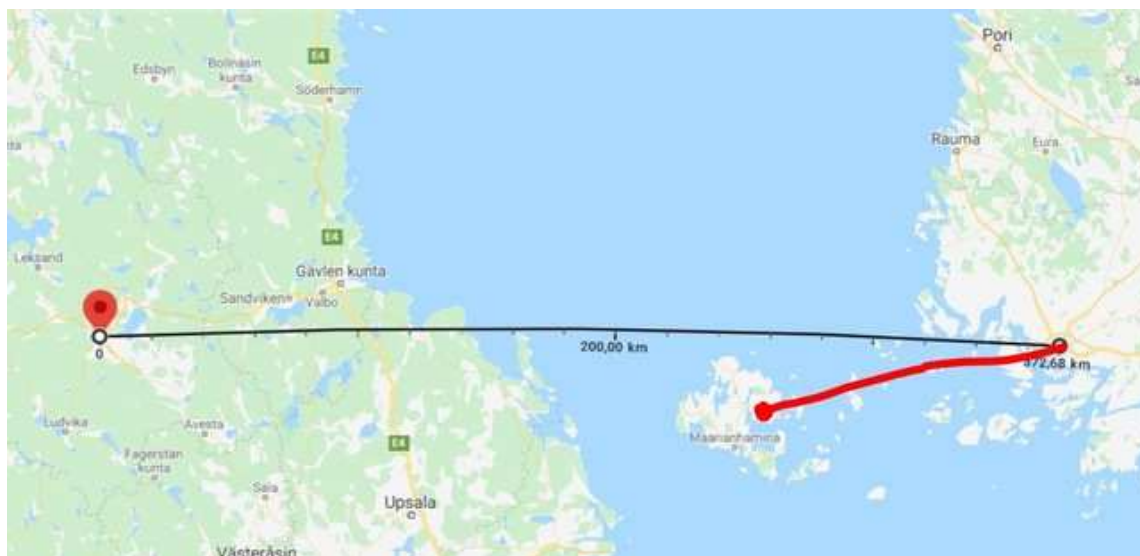 Pori
E4
Bollnäsin
kunta
Edsbyn
Söderhamn
Rauma
Eura
E4
Leksand
Gävlen kunta
Sandviken
Valbo
0
200,00 km
372,68 km
Ludvika
Avesta
Maarianhamina
E4
Fagerstan
kunta
Sala
Upsala
Västeråsin